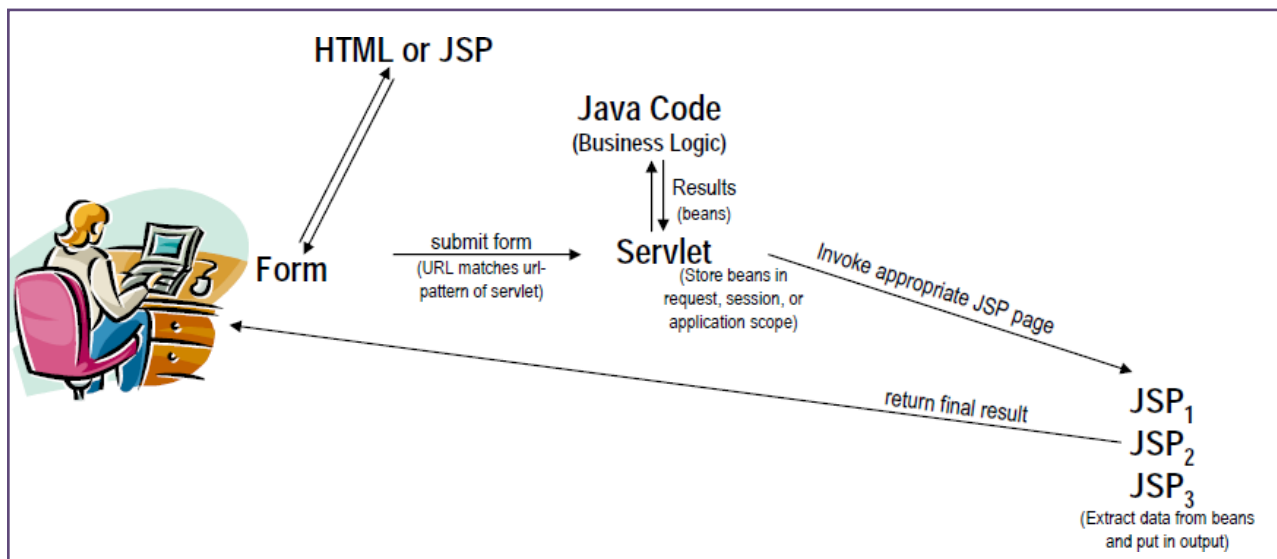 HTML or JSP
Java Code
(Business Logic)
Results
(beans)
Form
submit form
(URL matches url-
pattern of servlet)
Servlet
(Store beans in
request, session, or
application scope)
Invoke appropriate JSP page
return final result
JSP1
JSP2
JSP3
(Extract data from beans
and put in output)